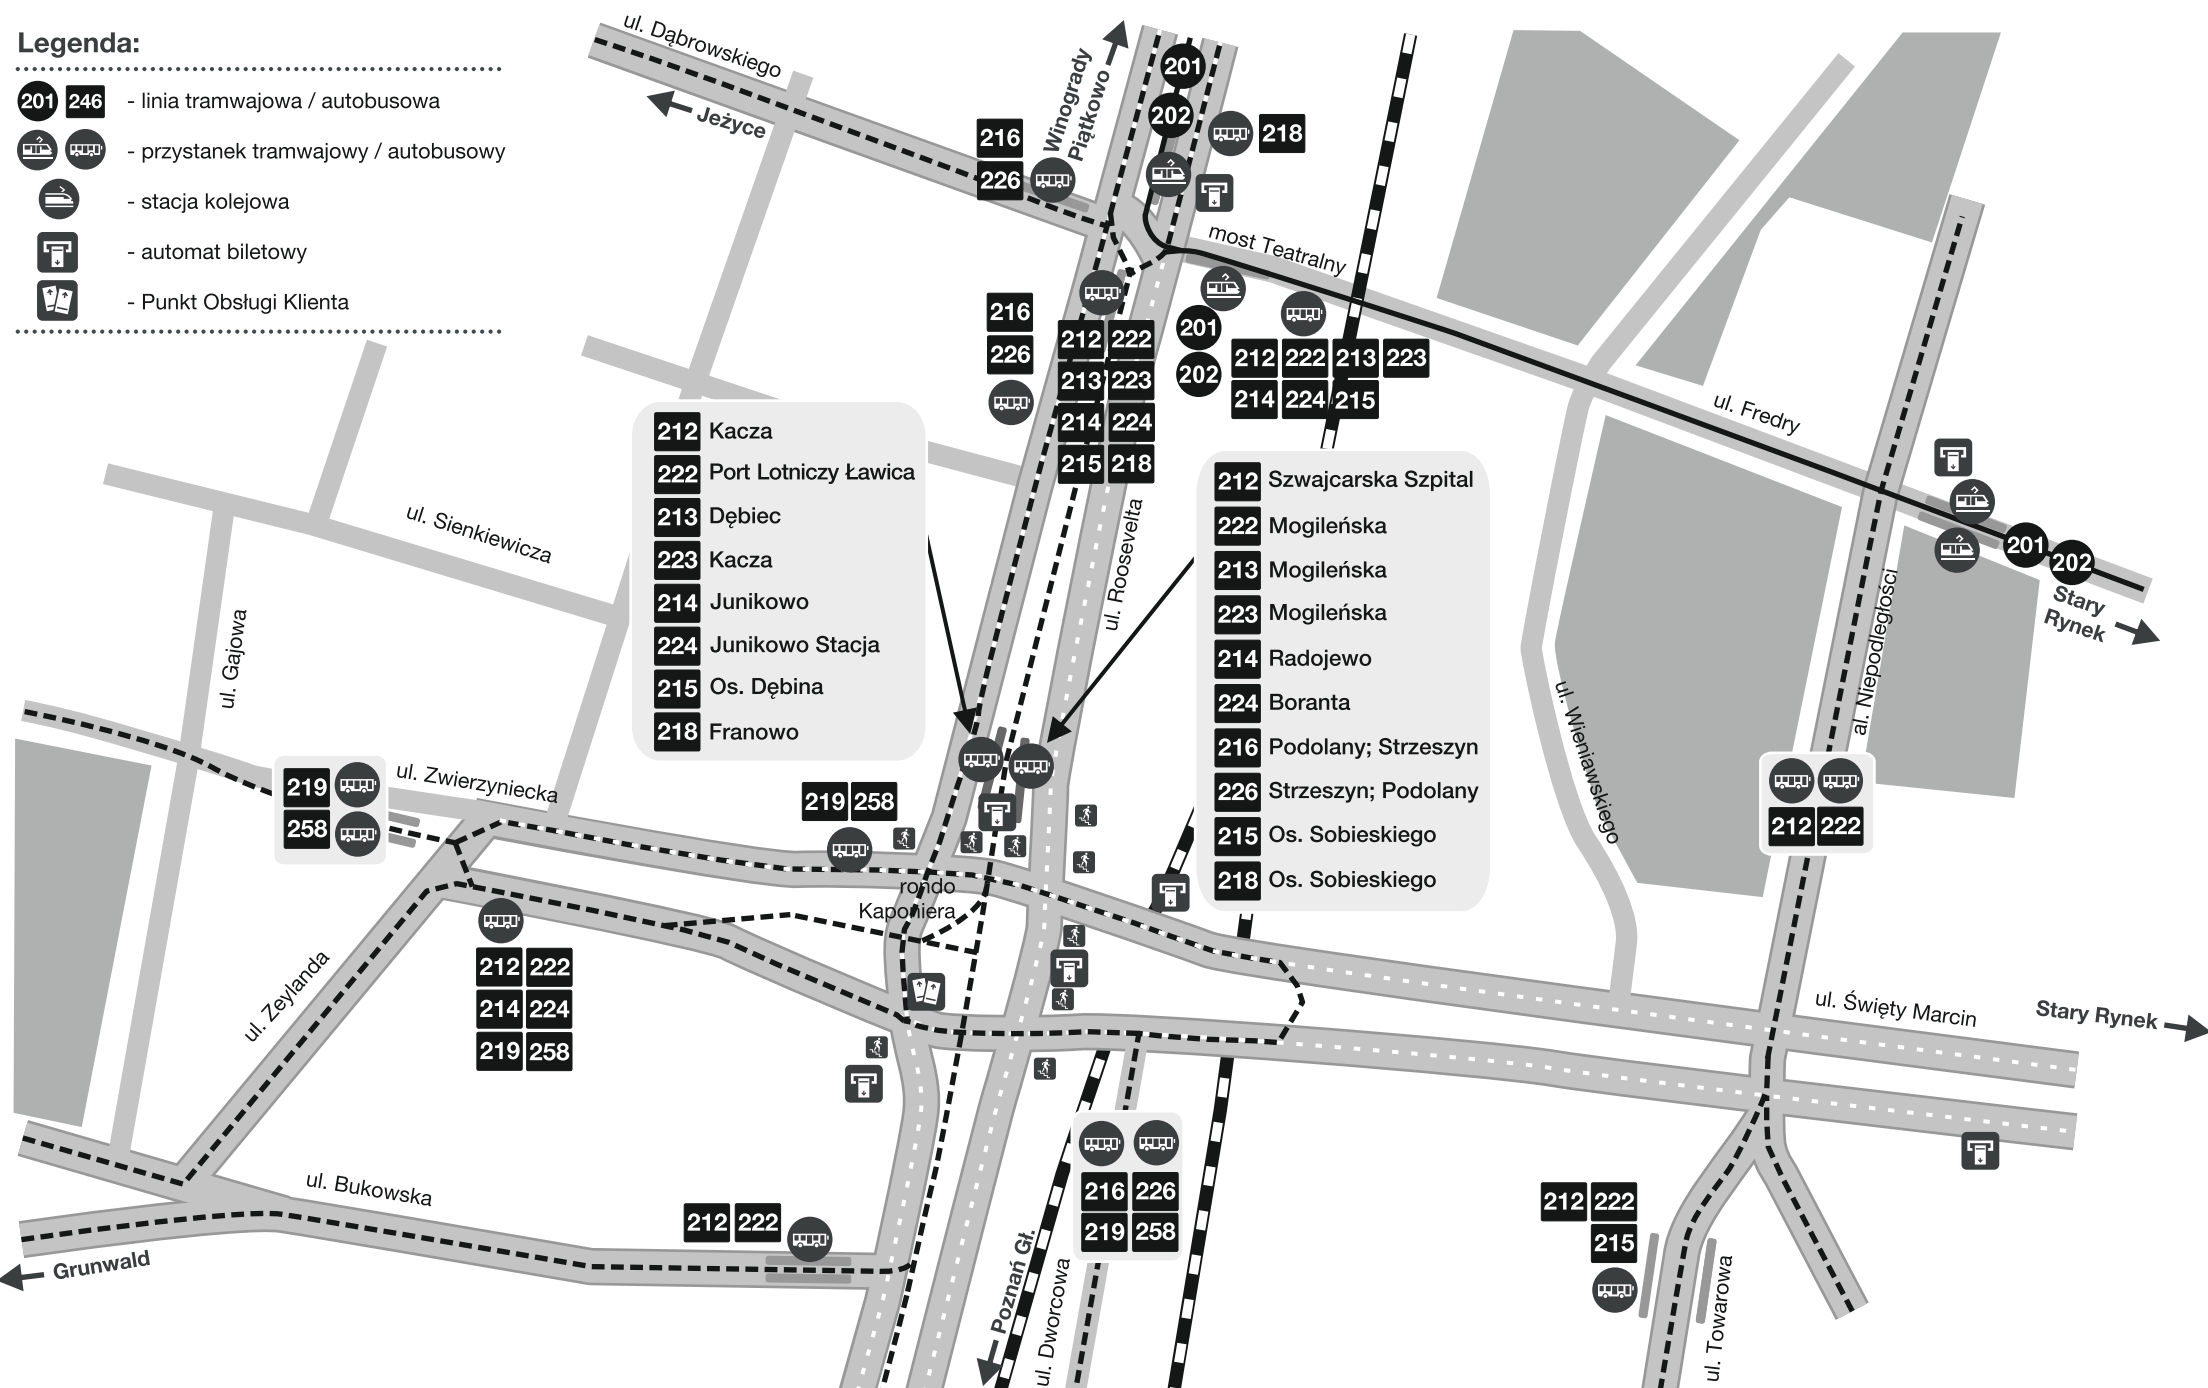 Legenda:
201 246 - linia tramwajowa / autobusowa
- przystanek tramwajowy / autobusowy
- stacja kolejowa
- automat biletowy
- Punkt Obsługi Klienta
ul. Dąbrowskiego
Jeżyce
Winogrady
Piątkowo
201
202
218
216
226
most Teatralny
216
226
212 222
213 223
214 224
215 218
201
202
212 222 213 223
214 224 215
ul. Fredry
201
202
Stary
Rynek
212 Kacza
222 Port Lotniczy Ławica
213 Dębiec
223 Kacza
214 Junikowo
224 Junikowo Stacja
215 Os. Dębina
218 Franowo
212 Szwajcarska Szpital
222 Mogileńska
213 Mogileńska
223 Mogileńska
214 Radojewo
224 Boranta
216 Podolany; Strzeszyn
226 Strzeszyn; Podolany
215 Os. Sobieskiego
218 Os. Sobieskiego
ul. Sienkiewicza
ul. Gajowa
ul. Roosevelta
ul. Wieniawskiego
al. Niepodległości
219
258
ul. Zwierzyniecka
219 258
212 222
rondo
Kaponiera
212 222
214 224
219 258
ul. Zeylanda
ul. Święty Marcin
Stary Rynek
ul. Bukowska
Grunwald
212 222
216 226
219 258
Poznań Gł.
ul. Dworcowa
212 222
215
ul. Towarowa